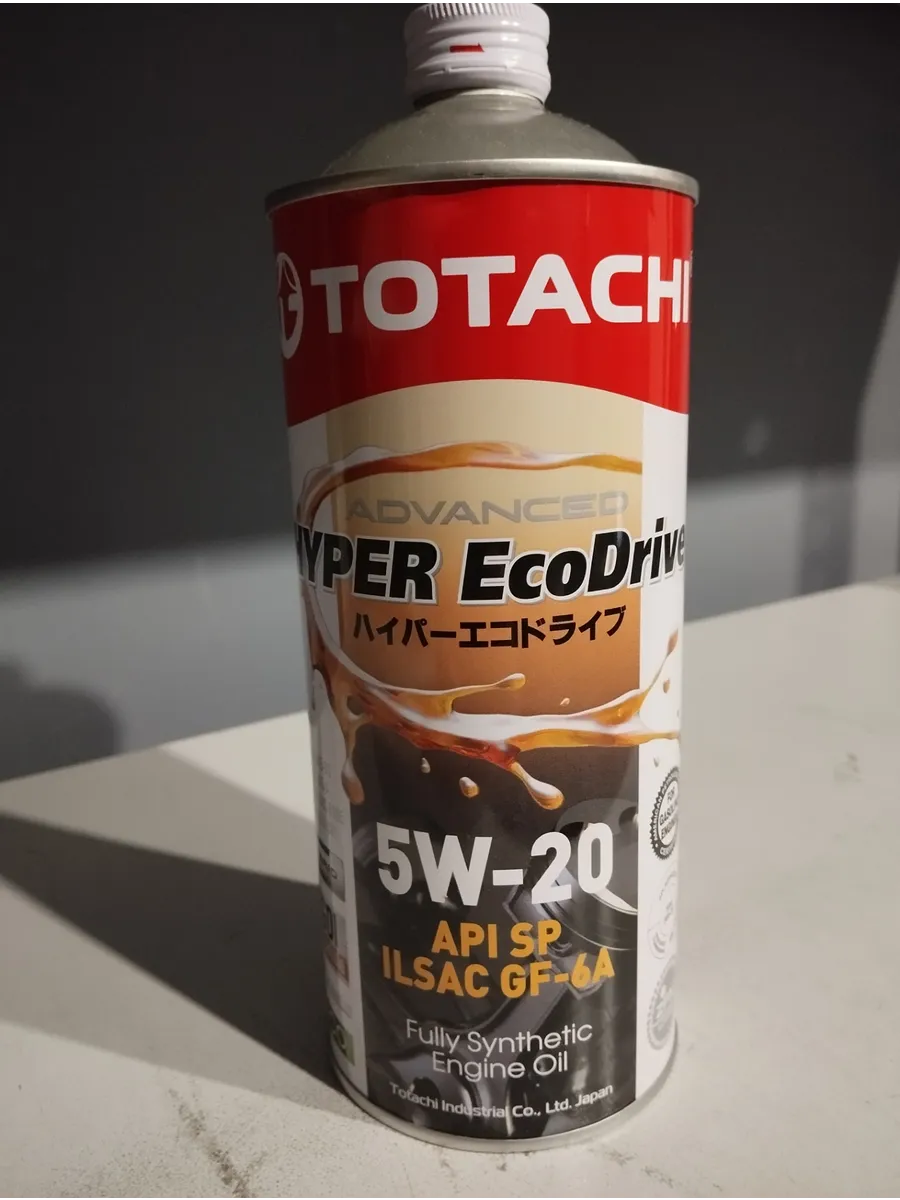 TOTACHI
ADVANCED
HYPER EcoDrive
ハイパーエコドライブ
5W-20
API SP
ILSAC GF-6A
Fully Synthetic
Engine Oil
Totachi Industrial Co., Ltd. Japan